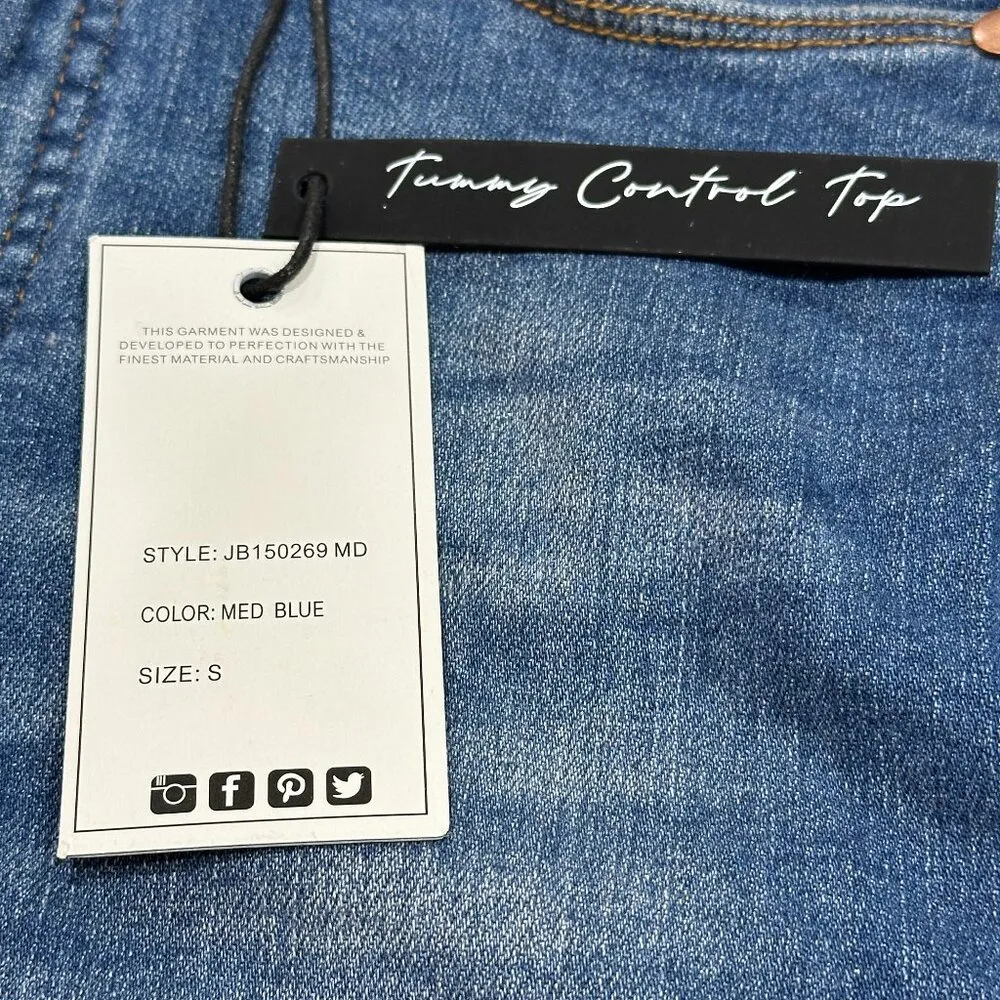 Tummy Control Top
THIS GARMENT WAS DESIGNED &
DEVELOPED TO PERFECTION WITH THE
FINEST MATERIAL AND CRAFTSMANSHIP
STYLE: JB150269 MD
COLOR: MED BLUE
SIZE: S